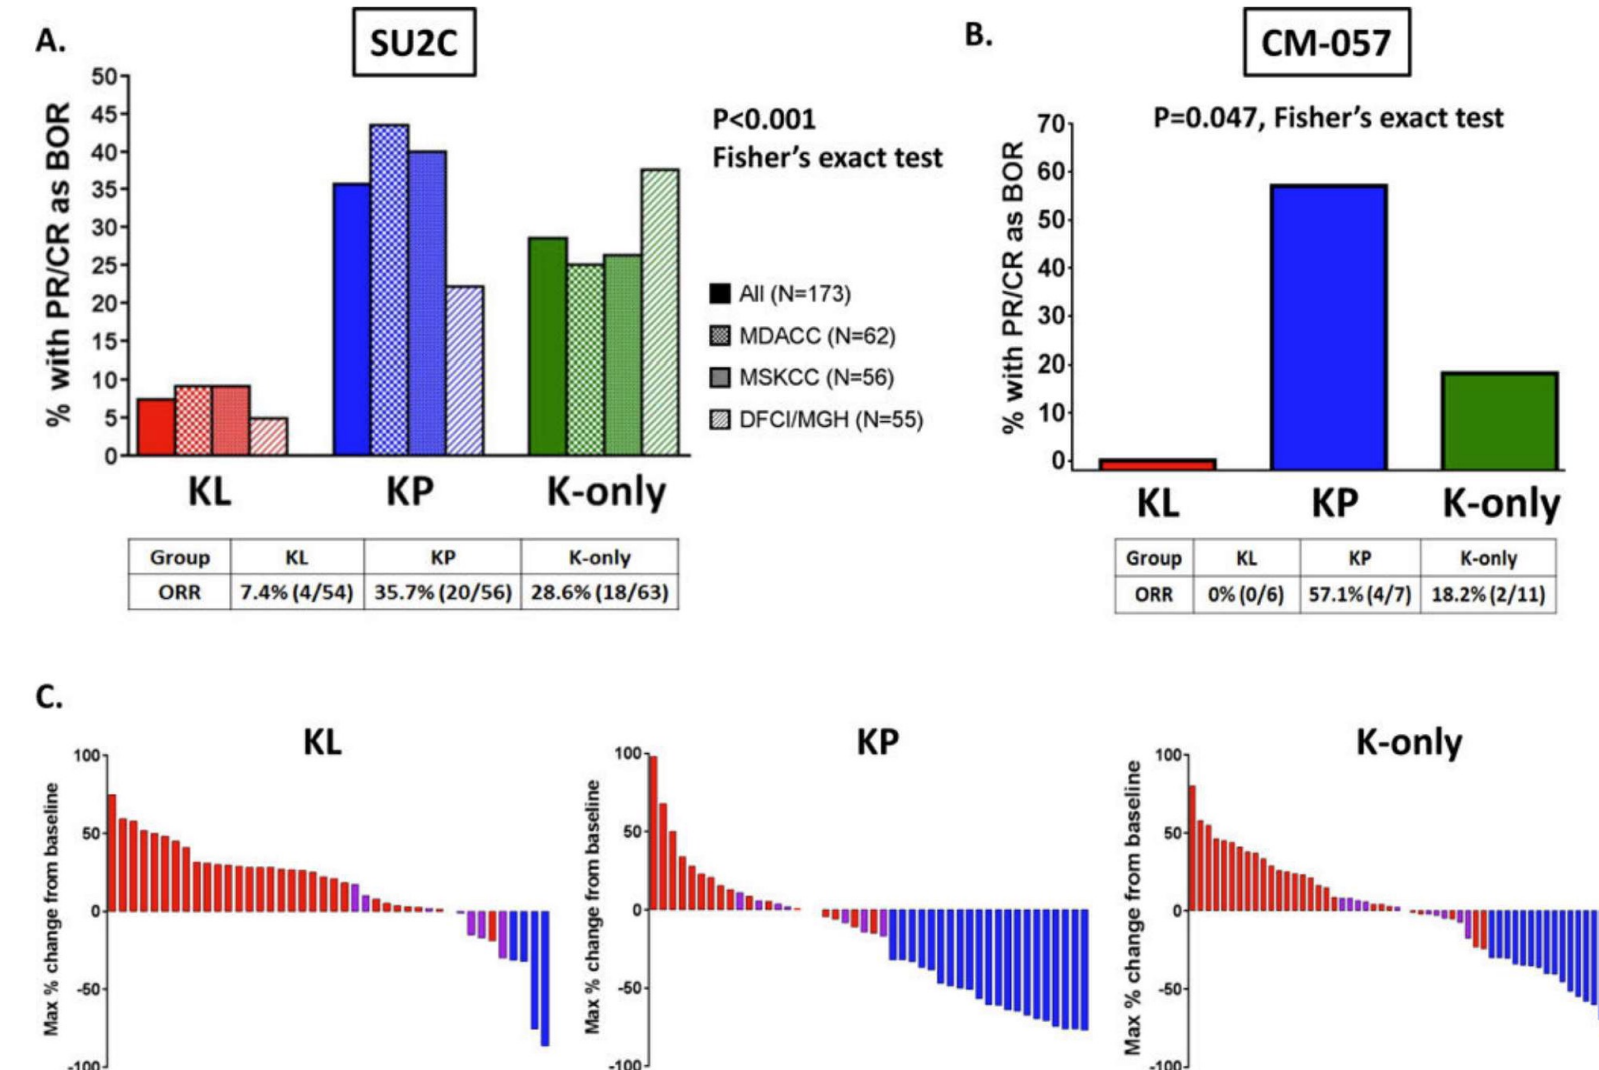 A.
SU2C
50
45
40
35
30
25
20
15
10
5
0
% with PR/CR as BOR
P<0.001
Fisher's exact test
All (N=173)
MDACC (N=62)
MSKCC (N=56)
DFCI/MGH (N=55)
KL KP K-only
Group KL KP K-only
ORR 7.4% (4/54) 35.7% (20/56) 28.6% (18/63)
B.
CM-057
P=0.047, Fisher's exact test
70
60
50
40
30
20
10
0
% with PR/CR as BOR
KL KP K-only
Group KL KP K-only
ORR 0% (0/6) 57.1% (4/7) 18.2% (2/11)
C.
KL
100
50
0
-50
-100
Max % change from baseline
KP
100
50
0
-50
-100
Max % change from baseline
K-only
100
50
0
-50
-100
Max % change from baseline